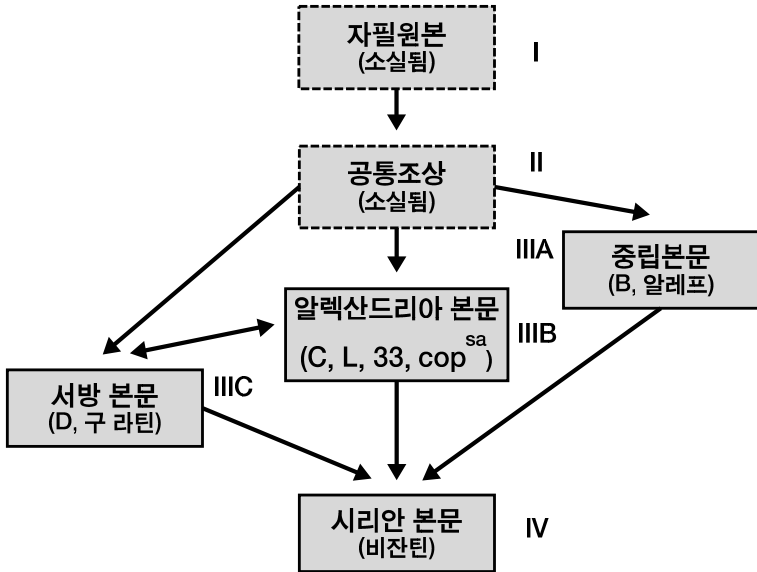 자필원본
(소실됨)
I
공통조상
(소실됨)
II
중립본문
(B, 알레프)
IIIA
알렉산드리아 본문
(C, L, 33, cop^sa)
IIIB
서방 본문
(D, 구 라틴)
IIIC
시리안 본문
(비잔틴)
IV